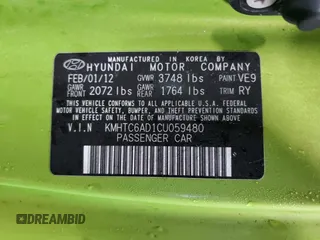 MANUFACTURED IN KOREA BY
HYUNDAI MOTOR COMPANY
FEB/01/12 GVWR 3748 lbs PAINT VE9
GAWR FRONT 2072 lbs GAWR REAR 1764 lbs TRIM RY
THIS VEHICLE CONFORMS TO ALL APPLICABLE
FEDERAL MOTOR VEHICLE SAFETY, BUMPER, AND
THEFT PREVENTION STANDARDS IN EFFECT ON
THE DATE OF MANUFACTURE SHOWN ABOVE.
V.I.N KMHTC6AD1CU059480
PASSENGER CAR
DREAMBID